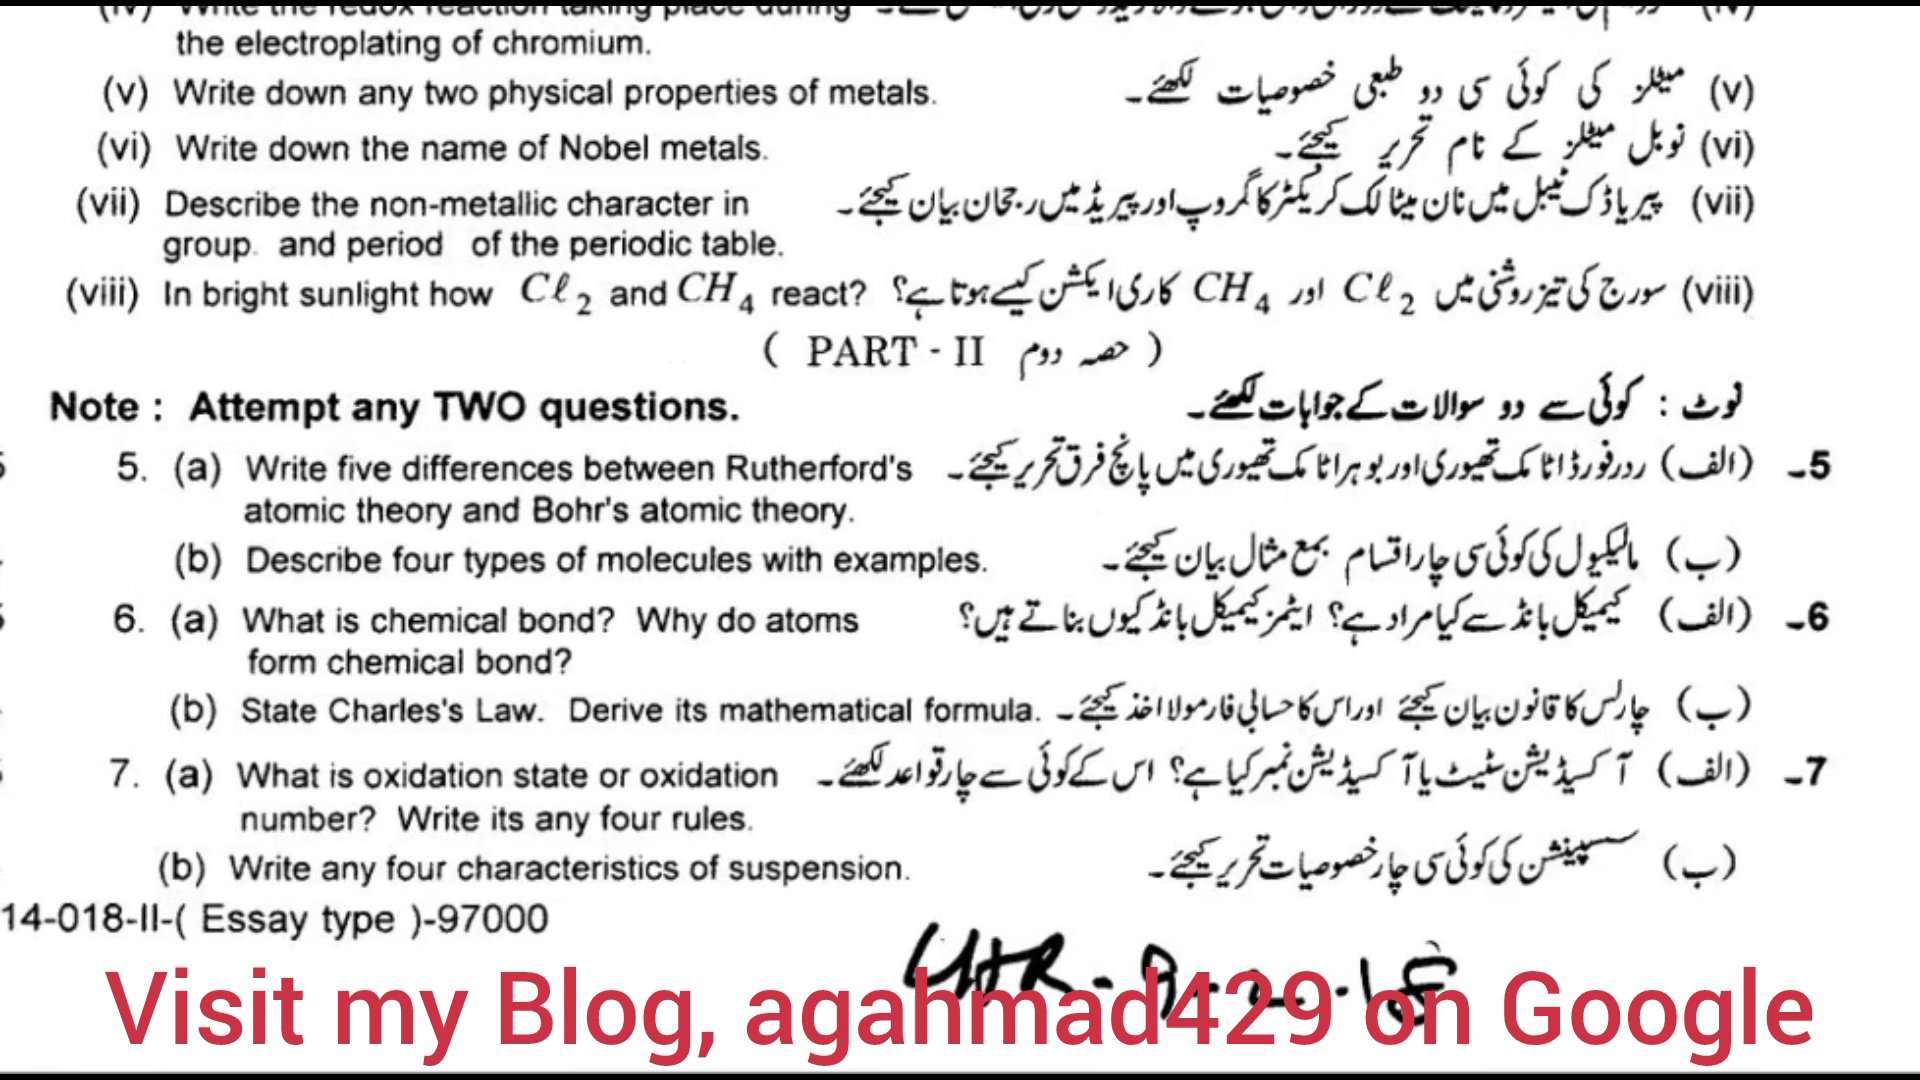 (iv) Write the redox reaction taking place during
the electroplating of chromium.
(v) Write down any two physical properties of metals. میٹلز کی کوئی سی دو طبعی خصوصیات لکھئے۔ (v)
(vi) Write down the name of Nobel metals. نوبل میٹلز کے نام تحریر کیجئے۔ (vi)
(vii) Describe the non-metallic character in پیریاڈک ٹیبل میں نان میٹالک کریکٹر کا گروپ اور پیریڈ میں رجحان بیان کیجئے۔ (vii)
group and period of the periodic table.
(viii) In bright sunlight how Cℓ2 and CH4 react? سورج کی تیز روشنی میں Cℓ2 اور CH4 کا ری ایکشن کیسے ہوتا ہے؟ (viii)
( PART - II حصہ دوم )
Note : Attempt any TWO questions. نوٹ : کوئی سے دو سوالات کے جوابات لکھئے۔
5. (a) Write five differences between Rutherford's ردرفورڈ اٹامک تھیوری اور بوہر اٹامک تھیوری میں پانچ فرق تحریر کیجئے۔ (الف) 5۔
atomic theory and Bohr's atomic theory.
(b) Describe four types of molecules with examples. مالیکیول کی کوئی سی چار اقسام بمع مثال بیان کیجئے۔ (ب)
6. (a) What is chemical bond? Why do atoms کیمیکل بانڈ سے کیا مراد ہے؟ ایٹمز کیمیکل بانڈ کیوں بناتے ہیں؟ (الف) 6۔
form chemical bond?
(b) State Charles's Law. Derive its mathematical formula. چارلس کا قانون بیان کیجئے اور اس کا حسابی فارمولا اخذ کیجئے۔ (ب)
7. (a) What is oxidation state or oxidation آکسیڈیشن سٹیٹ یا آکسیڈیشن نمبر کیا ہے؟ اس کے کوئی سے چار قواعد لکھئے۔ (الف) 7۔
number? Write its any four rules.
(b) Write any four characteristics of suspension. سسپینشن کی کوئی سی چار خصوصیات تحریر کیجئے۔ (ب)
14-018-II-( Essay type )-97000
Visit my Blog, agahmad429 on Google